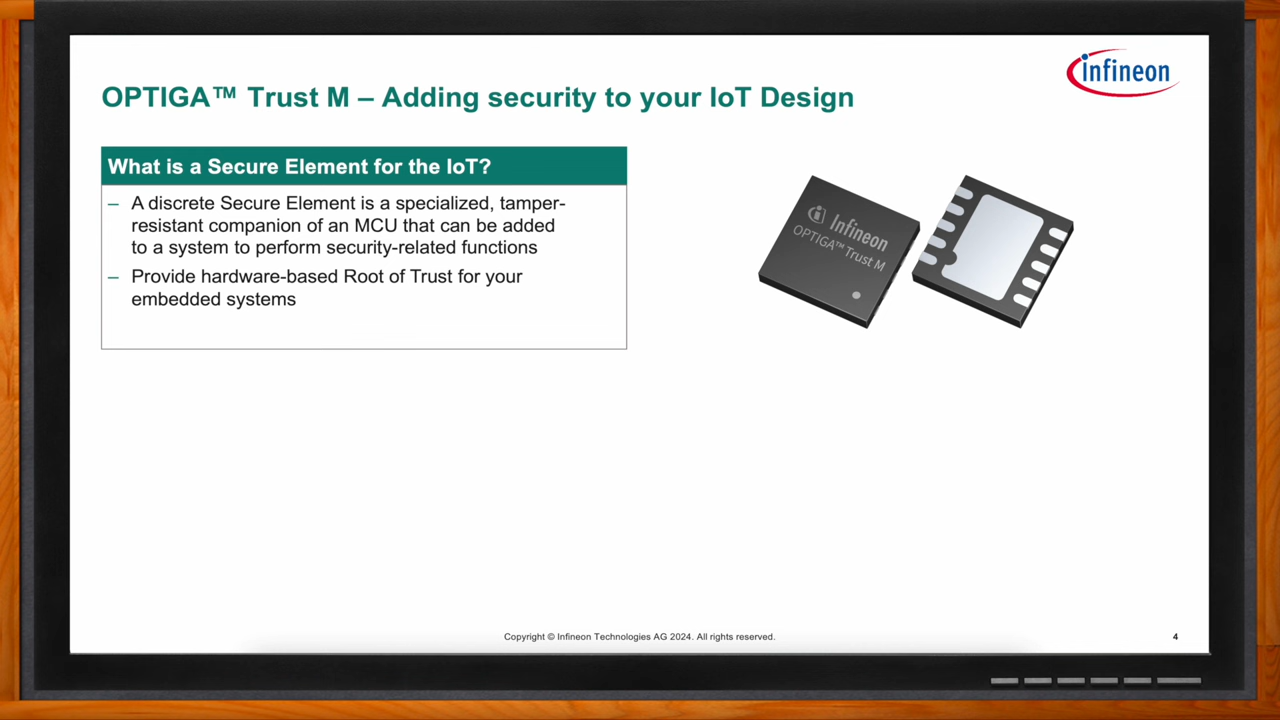 infineon
OPTIGA™ Trust M – Adding security to your IoT Design
What is a Secure Element for the IoT?
– A discrete Secure Element is a specialized, tamper-
resistant companion of an MCU that can be added
to a system to perform security-related functions
– Provide hardware-based Root of Trust for your
embedded systems
infineon
OPTIGA™ Trust M
Copyright © Infineon Technologies AG 2024. All rights reserved.
4